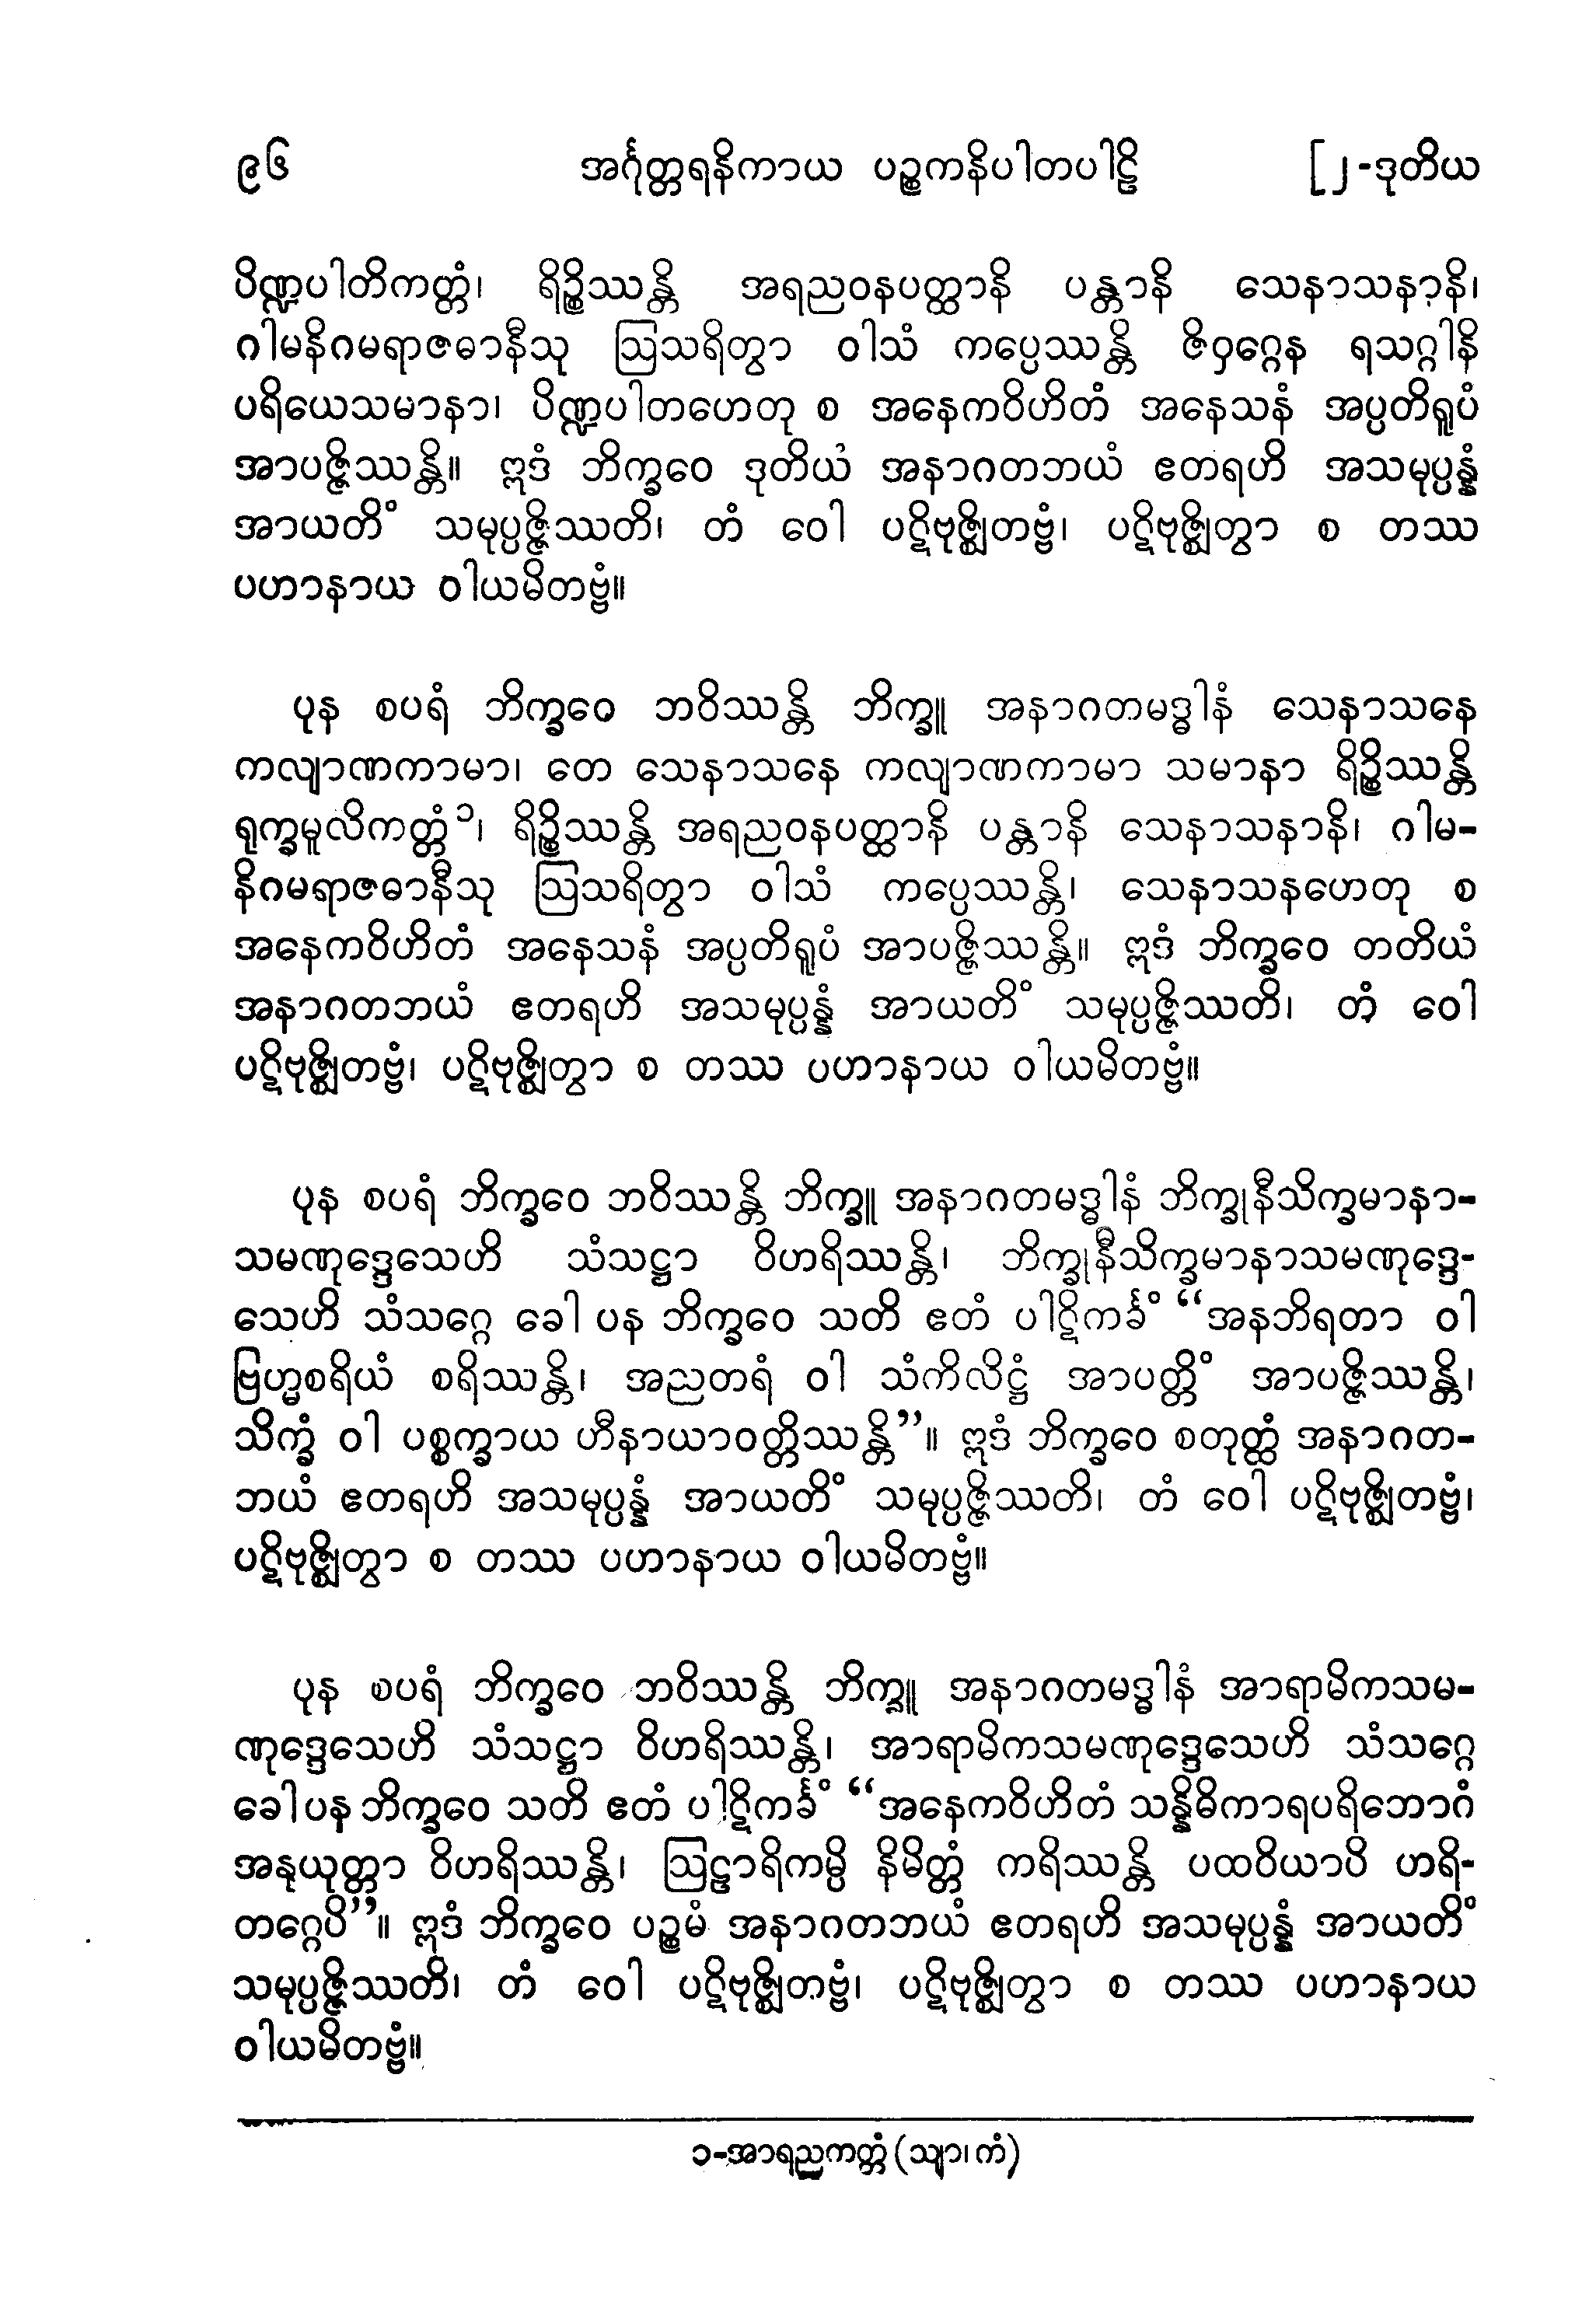 ၉၆ အင်္ဂုတ္တရနိကာယ ပဉ္စကနိပါတပါဠိ [၂-ဒုတိယ
ပိဏ္ဍပါတိကတ္တံ၊ ရိဉ္စိဿန္တိ အရညဝနပတ္ထာနိ ပန္တာနိ သေနာသနာနိ၊
ဂါမနိဂမရာဇဓာနီသု ဩသရိတွာ ဝါသံ ကပ္ပေဿန္တိ ဇိဝှဂ္ဂေန ရသဂ္ဂါနိ
ပရိယေသမာနာ၊ ပိဏ္ဍပါတဟေတု စ အနေကဝိဟိတံ အနေသနံ အပ္ပတိရူပံ
အာပဇ္ဇိဿန္တိ။ ဣဒံ ဘိက္ခဝေ ဒုတိယံ အနာဂတဘယံ ဧတရဟိ အသမုပ္ပန္နံ
အာယတိံ သမုပ္ပဇ္ဇိဿတိ၊ တံ ဝေါ ပဋိဗုဇ္ဈိတဗ္ဗံ၊ ပဋိဗုဇ္ဈိတွာ စ တဿ
ပဟာနာယ ဝါယမိတဗ္ဗံ။
ပုန စပရံ ဘိက္ခဝေ ဘဝိဿန္တိ ဘိက္ခူ အနာဂတမဒ္ဓါနံ သေနာသနေ
ကလျာဏကာမာ၊ တေ သေနာသနေ ကလျာဏကာမာ သမာနာ ရိဉ္စိဿန္တိ
ရုက္ခမူလိကတ္တံ၁၊ ရိဉ္စိဿန္တိ အရညဝနပတ္ထာနိ ပန္တာနိ သေနာသနာနိ၊ ဂါမ-
နိဂမရာဇဓာနီသု ဩသရိတွာ ဝါသံ ကပ္ပေဿန္တိ၊ သေနာသနဟေတု စ
အနေကဝိဟိတံ အနေသနံ အပ္ပတိရူပံ အာပဇ္ဇိဿန္တိ။ ဣဒံ ဘိက္ခဝေ တတိယံ
အနာဂတဘယံ ဧတရဟိ အသမုပ္ပန္နံ အာယတိံ သမုပ္ပဇ္ဇိဿတိ၊ တံ ဝေါ
ပဋိဗုဇ္ဈိတဗ္ဗံ၊ ပဋိဗုဇ္ဈိတွာ စ တဿ ပဟာနာယ ဝါယမိတဗ္ဗံ။
ပုန စပရံ ဘိက္ခဝေ ဘဝိဿန္တိ ဘိက္ခူ အနာဂတမဒ္ဓါနံ ဘိက္ခုနီသိက္ခမာနာ-
သမဏုဒ္ဒေသေဟိ သံသဋ္ဌာ ဝိဟရိဿန္တိ၊ ဘိက္ခုနီသိက္ခမာနာသမဏုဒ္ဒေ-
သေဟိ သံသဂ္ဂေ ခေါ ပန ဘိက္ခဝေ သတိ ဧတံ ပါဋိကင်္ခံ “အနဘိရတာ ဝါ
ဗြဟ္မစရိယံ စရိဿန္တိ၊ အညတရံ ဝါ သံကိလိဋ္ဌံ အာပတ္တိံ အာပဇ္ဇိဿန္တိ၊
သိက္ခံ ဝါ ပစ္စက္ခာယ ဟီနာယာဝတ္တိဿန္တိ”။ ဣဒံ ဘိက္ခဝေ စတုတ္ထံ အနာဂတ-
ဘယံ ဧတရဟိ အသမုပ္ပန္နံ အာယတိံ သမုပ္ပဇ္ဇိဿတိ၊ တံ ဝေါ ပဋိဗုဇ္ဈိတဗ္ဗံ၊
ပဋိဗုဇ္ဈိတွာ စ တဿ ပဟာနာယ ဝါယမိတဗ္ဗံ။
ပုန စပရံ ဘိက္ခဝေ ဘဝိဿန္တိ ဘိက္ခူ အနာဂတမဒ္ဓါနံ အာရာမိကသမ-
ဏုဒ္ဒေသေဟိ သံသဋ္ဌာ ဝိဟရိဿန္တိ၊ အာရာမိကသမဏုဒ္ဒေသေဟိ သံသဂ္ဂေ
ခေါ ပန ဘိက္ခဝေ သတိ ဧတံ ပါဋိကင်္ခံ “အနေကဝိဟိတံ သန္နိဓိကာရပရိဘောဂံ
အနုယုတ္တာ ဝိဟရိဿန္တိ၊ ဩဠာရိကမ္ပိ နိမိတ္တံ ကရိဿန္တိ ပထဝိယာပိ ဟရိ-
တဂ္ဂေပိ”။ ဣဒံ ဘိက္ခဝေ ပဉ္စမံ အနာဂတဘယံ ဧတရဟိ အသမုပ္ပန္နံ အာယတိံ
သမုပ္ပဇ္ဇိဿတိ၊ တံ ဝေါ ပဋိဗုဇ္ဈိတဗ္ဗံ၊ ပဋိဗုဇ္ဈိတွာ စ တဿ ပဟာနာယ
ဝါယမိတဗ္ဗံ။
၁-အာရညကတ္တံ (သျာ၊ ကံ)